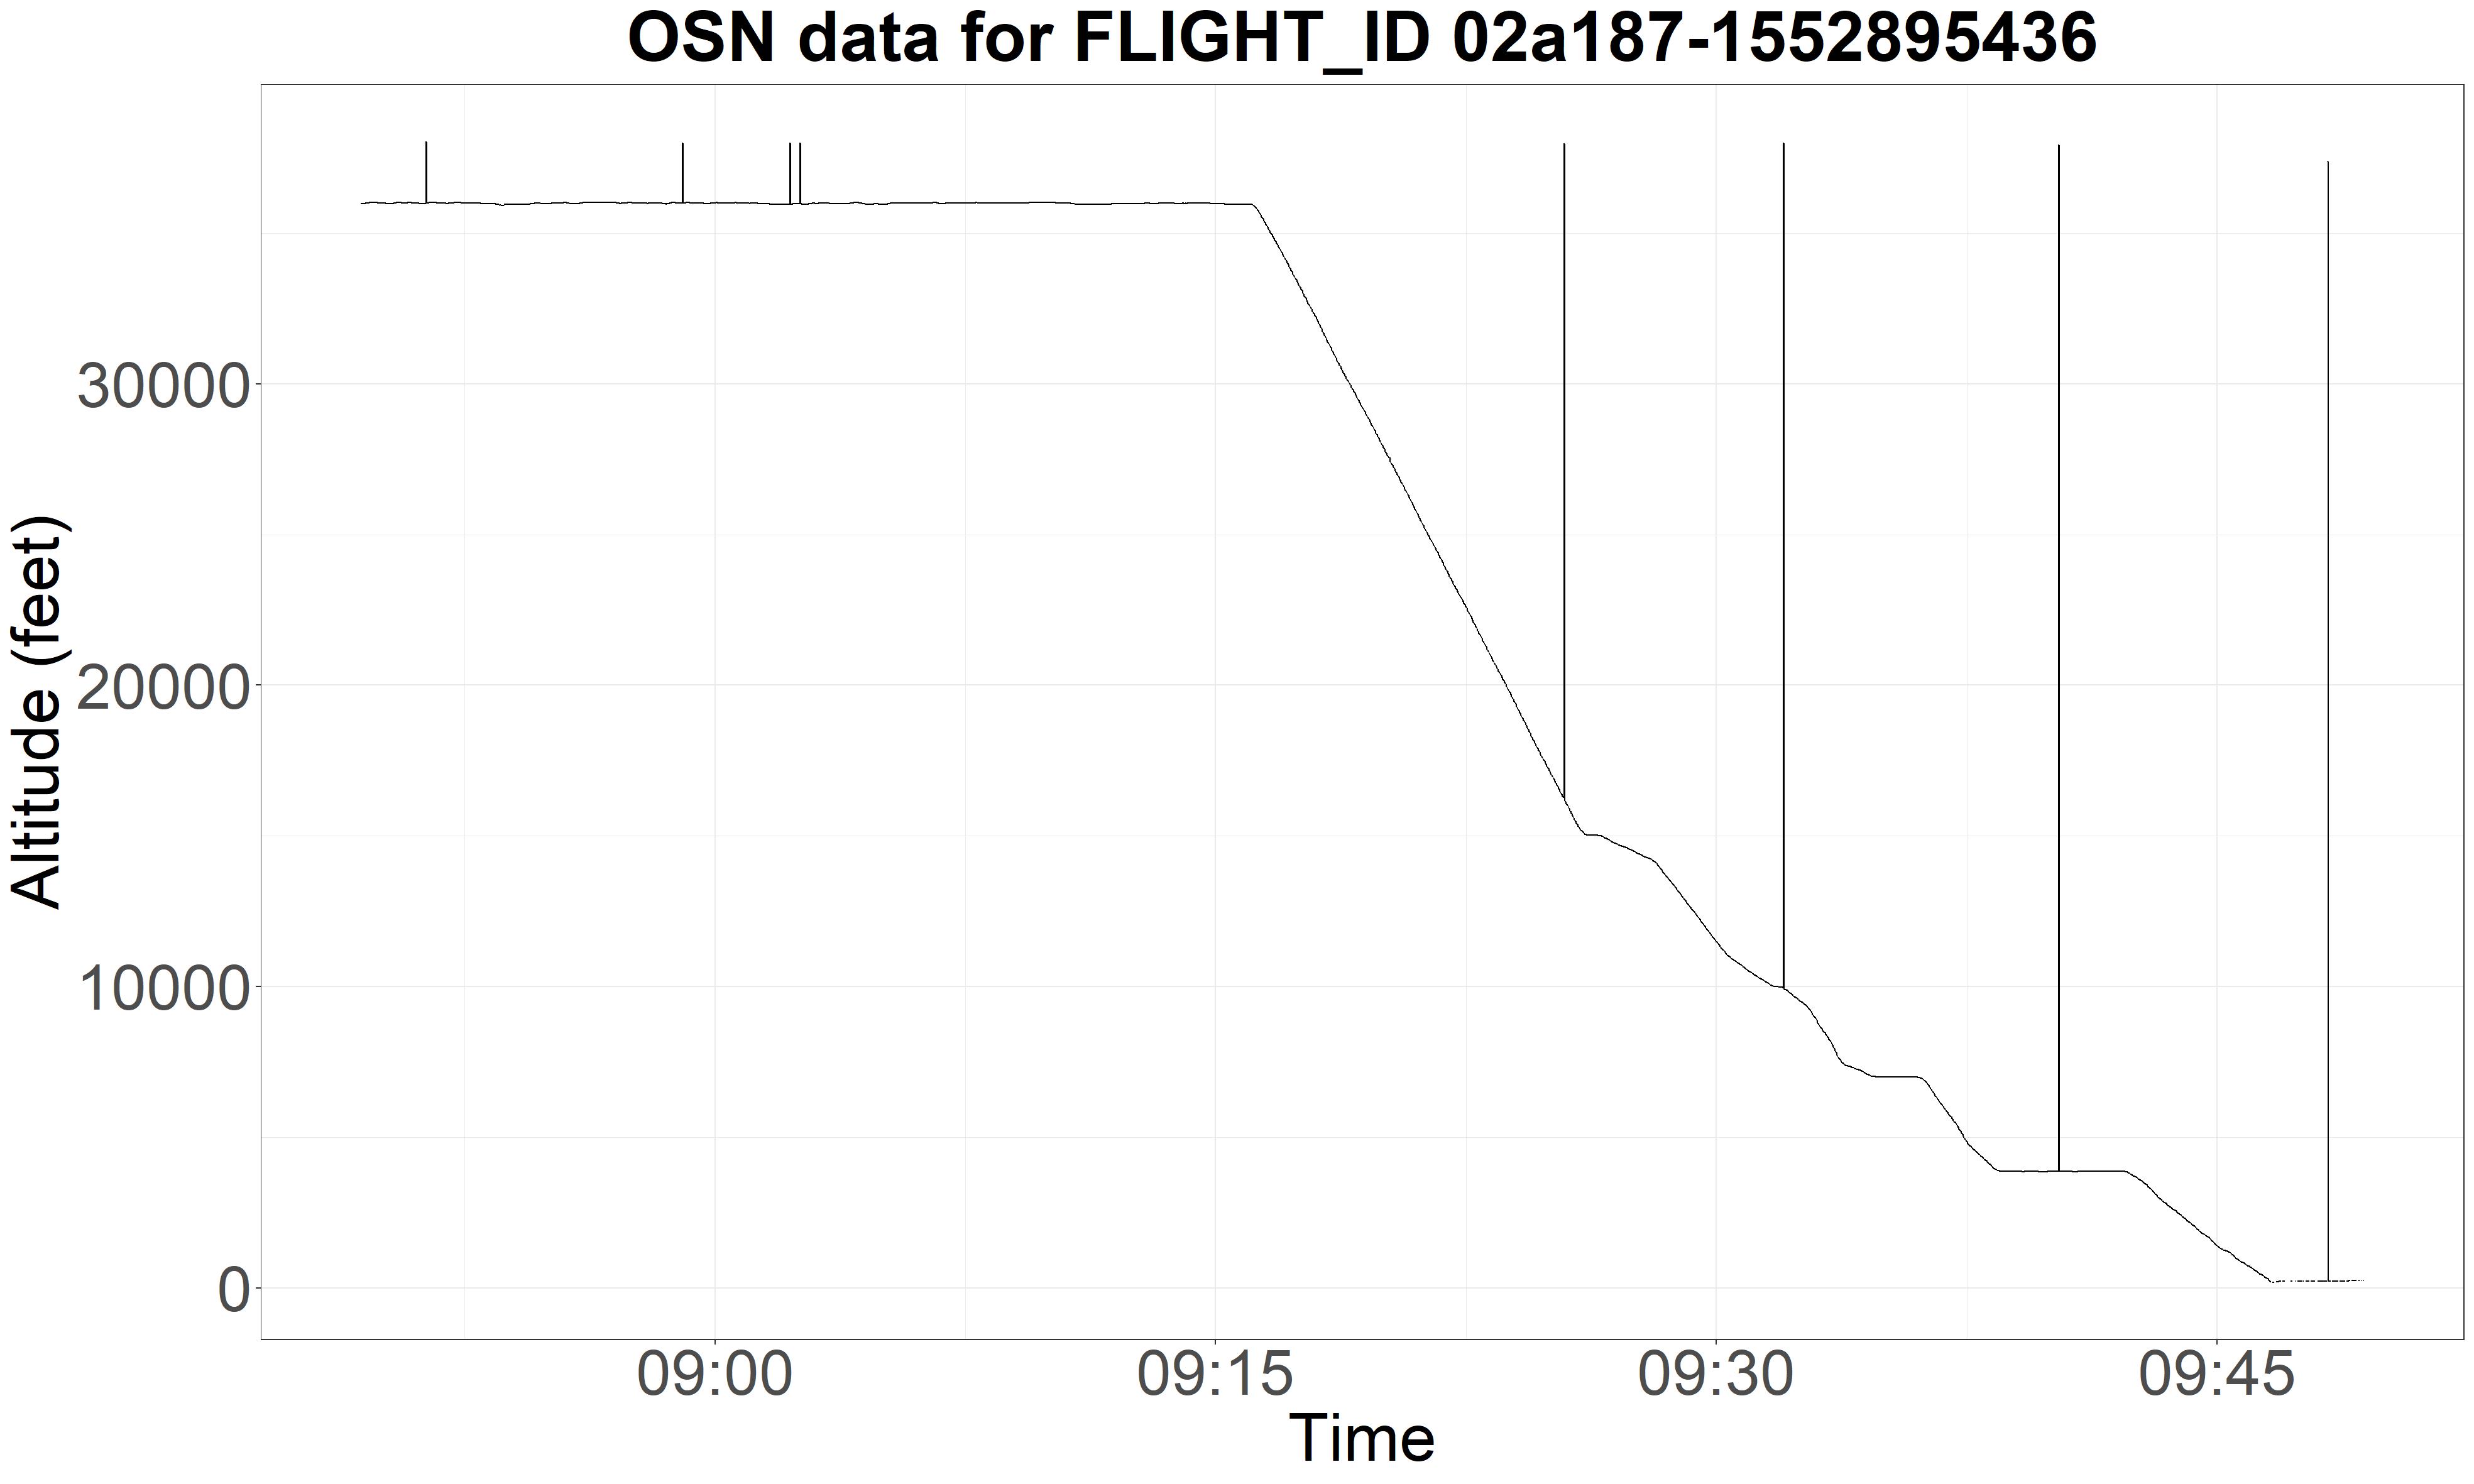 OSN data for FLIGHT_ID 02a187-1552895436
Altitude (feet)
30000
20000
10000
0
09:00 09:15 09:30 09:45
Time